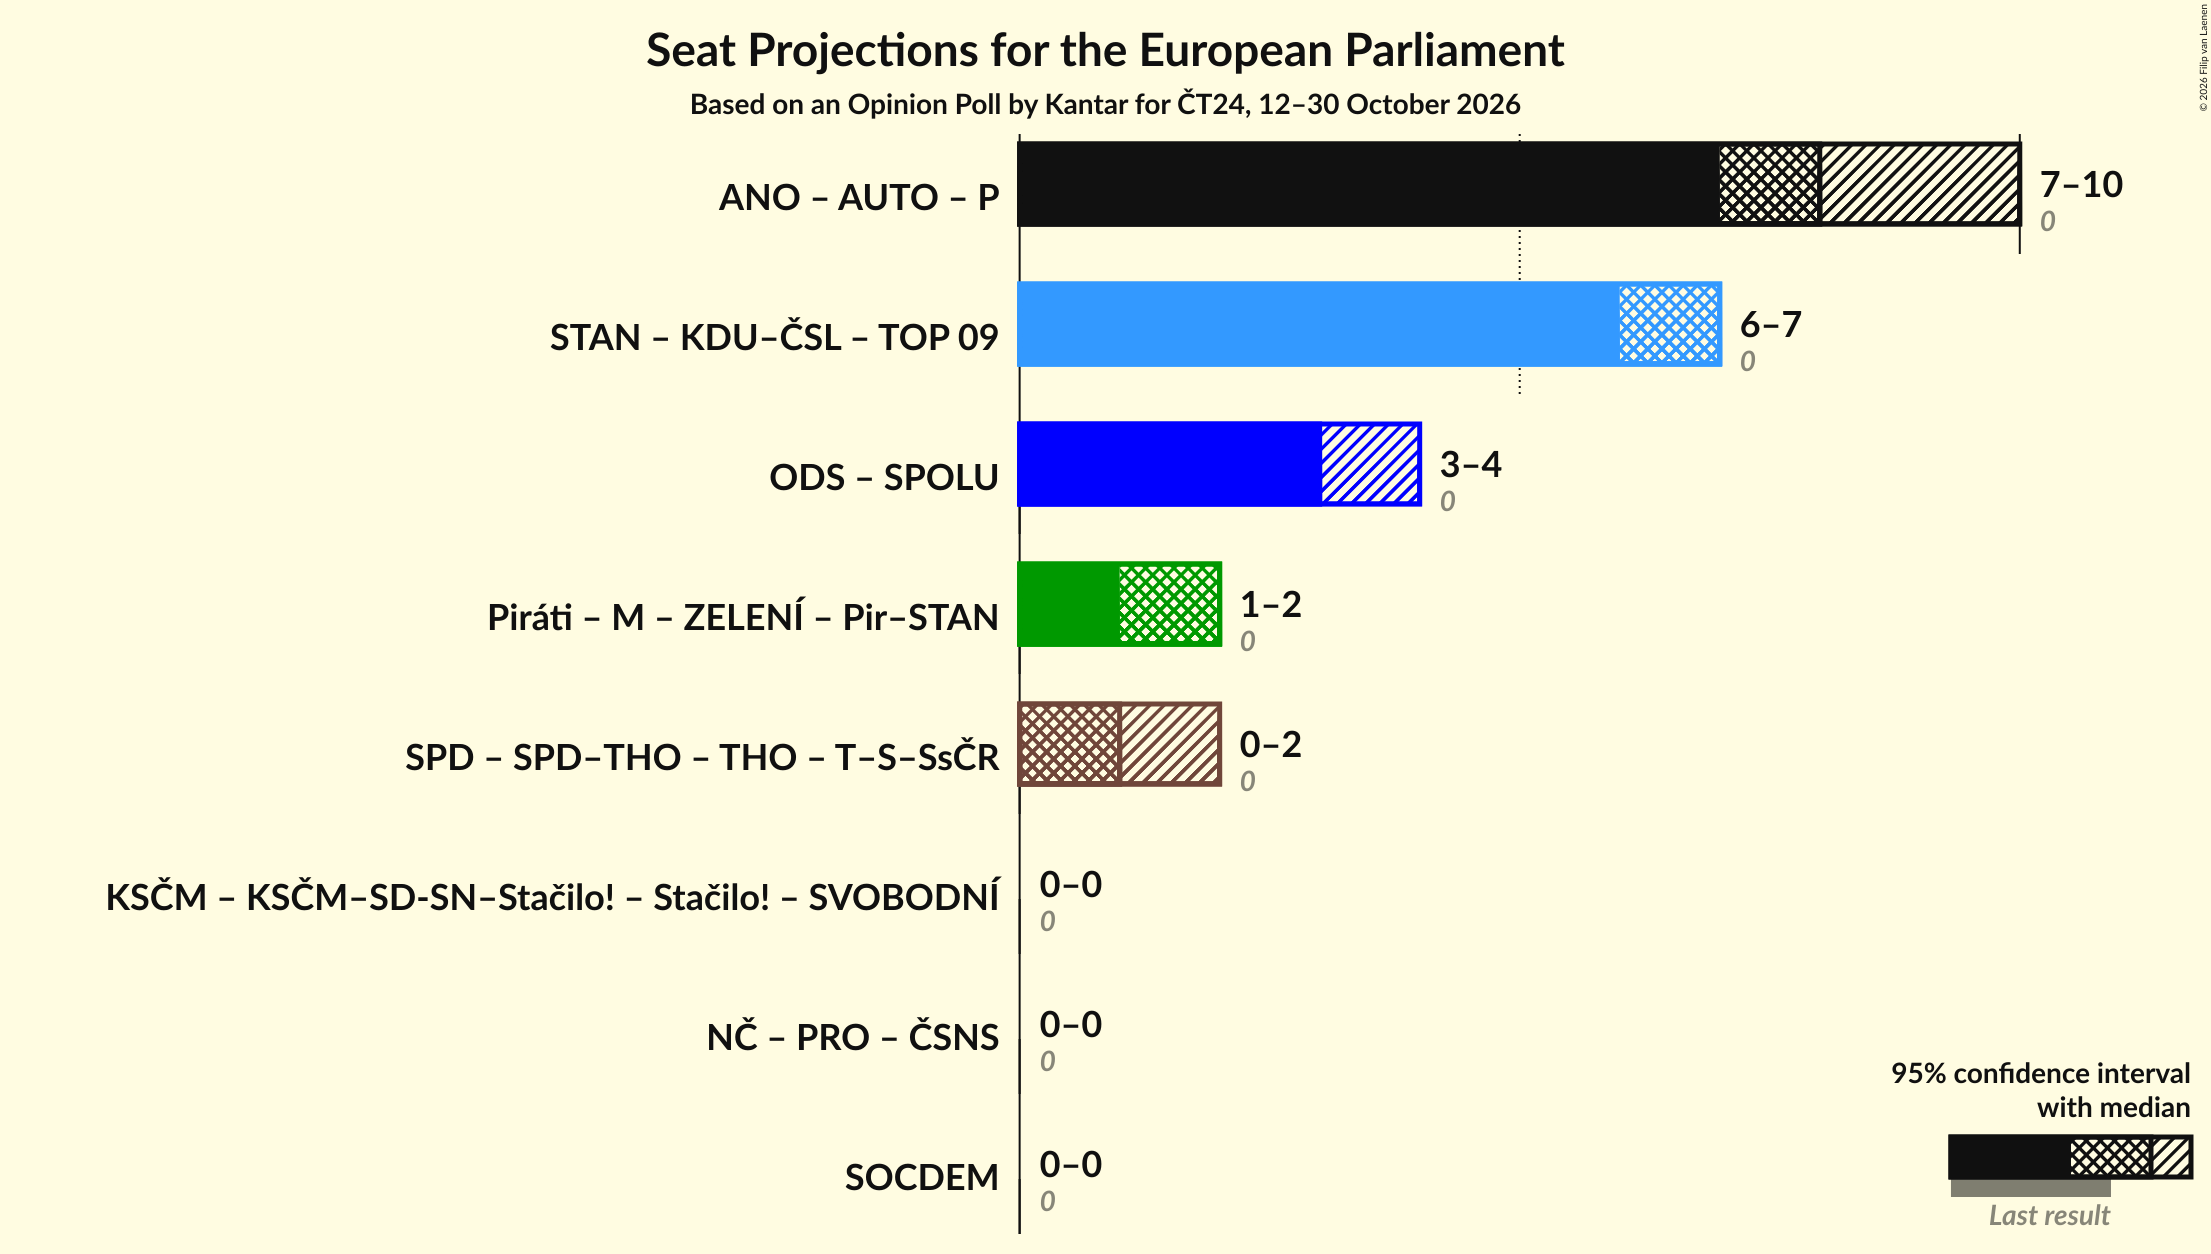 Seat Projections for the European Parliament
Based on an Opinion Poll by Kantar for ČT24, 12–30 October 2026
© 2026 Filip van Laenen
ANO – AUTO – P
7–10
0
STAN – KDU–ČSL – TOP 09
6–7
0
ODS – SPOLU
3–4
0
Piráti – M – ZELENÍ – Pir–STAN
1–2
0
SPD – SPD–THO – THO – T–S–SsČR
0–2
0
KSČM – KSČM–SD-SN–Stačilo! – Stačilo! – SVOBODNÍ
0–0
0
NČ – PRO – ČSNS
0–0
0
SOCDEM
0–0
0
95% confidence interval
with median
Last result